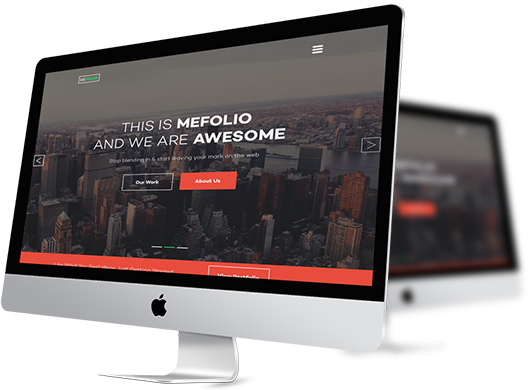 THIS IS MEFOLIO
AND WE ARE AWESOME
Stop blending in & start leaving your mark on the web
Our Work
About Us
View Portfolio